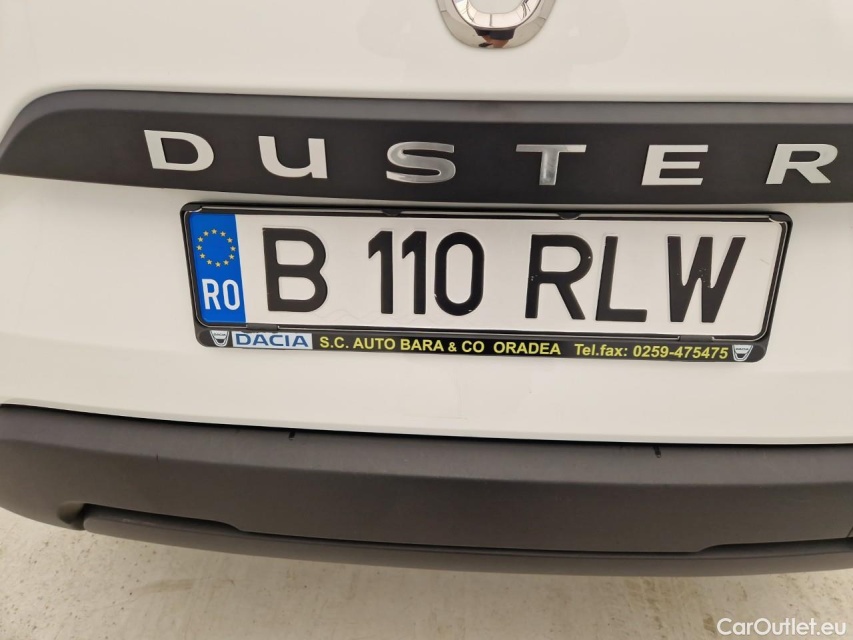 DUSTER
RO B 110 RLW
DACIA S.C. AUTO BARA & CO ORADEA Tel.fax: 0259-475475
CarOutlet.eu